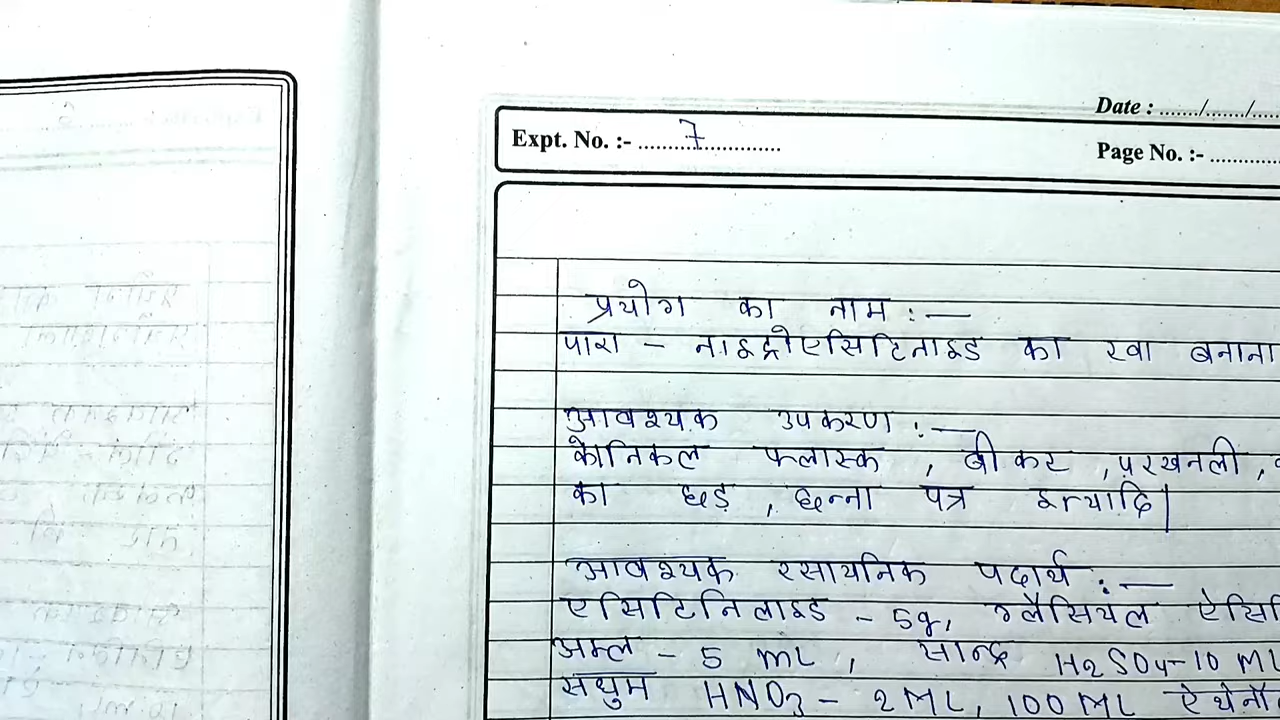 Date : ......./......./....
Expt. No. :- 7
Page No. :- ............
प्रयोग का नाम :—
पारा - नाइट्रोएसिटिनाइड का रवा बनाना
आवश्यक उपकरण :—
कोनिकल फ्लास्क , बीकर , परखनली ,
का छड़ , छन्ना पत्र इत्यादि|
आवश्यक रसायनिक पदार्थ :—
एसिटिनिलाइड - 5g, ग्लैसियल
अम्ल - 5 ML , सान्द्र H2SO4-10 ML
सधुम HNO3 - 2 ML, 100 ML